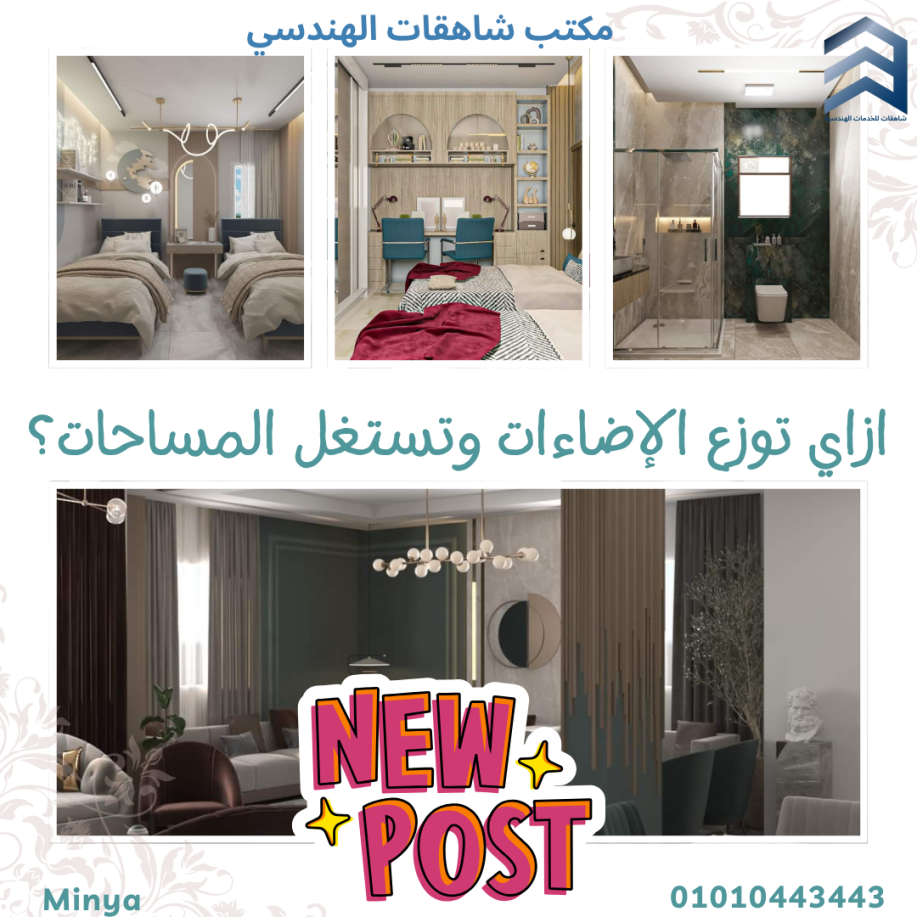 مكتب شاهقات الهندسي
شاهقات للخدمات الهندسية
ازاي توزع الإضاءات وتستغل المساحات؟
NEW
POST
Minya
01010443443